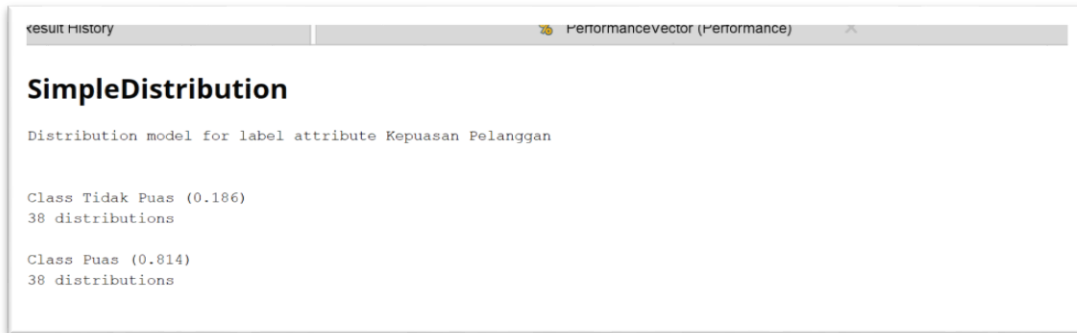 Result History
PerformanceVector (Performance)
SimpleDistribution
Distribution model for label attribute Kepuasan Pelanggan
Class Tidak Puas (0.186)
38 distributions
Class Puas (0.814)
38 distributions